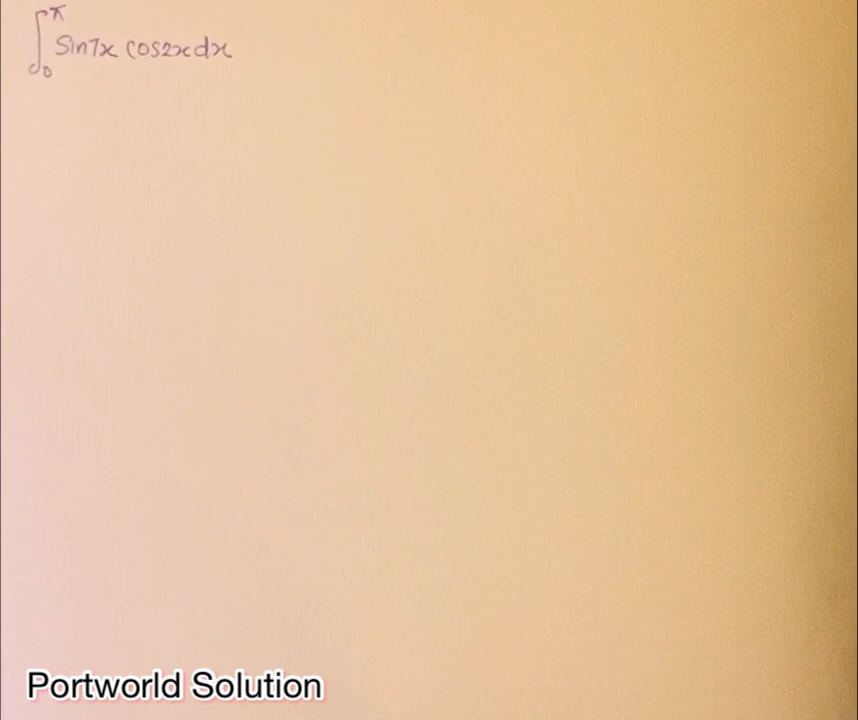 ∫₀^π Sin7x cos2x dx
Portworld Solution